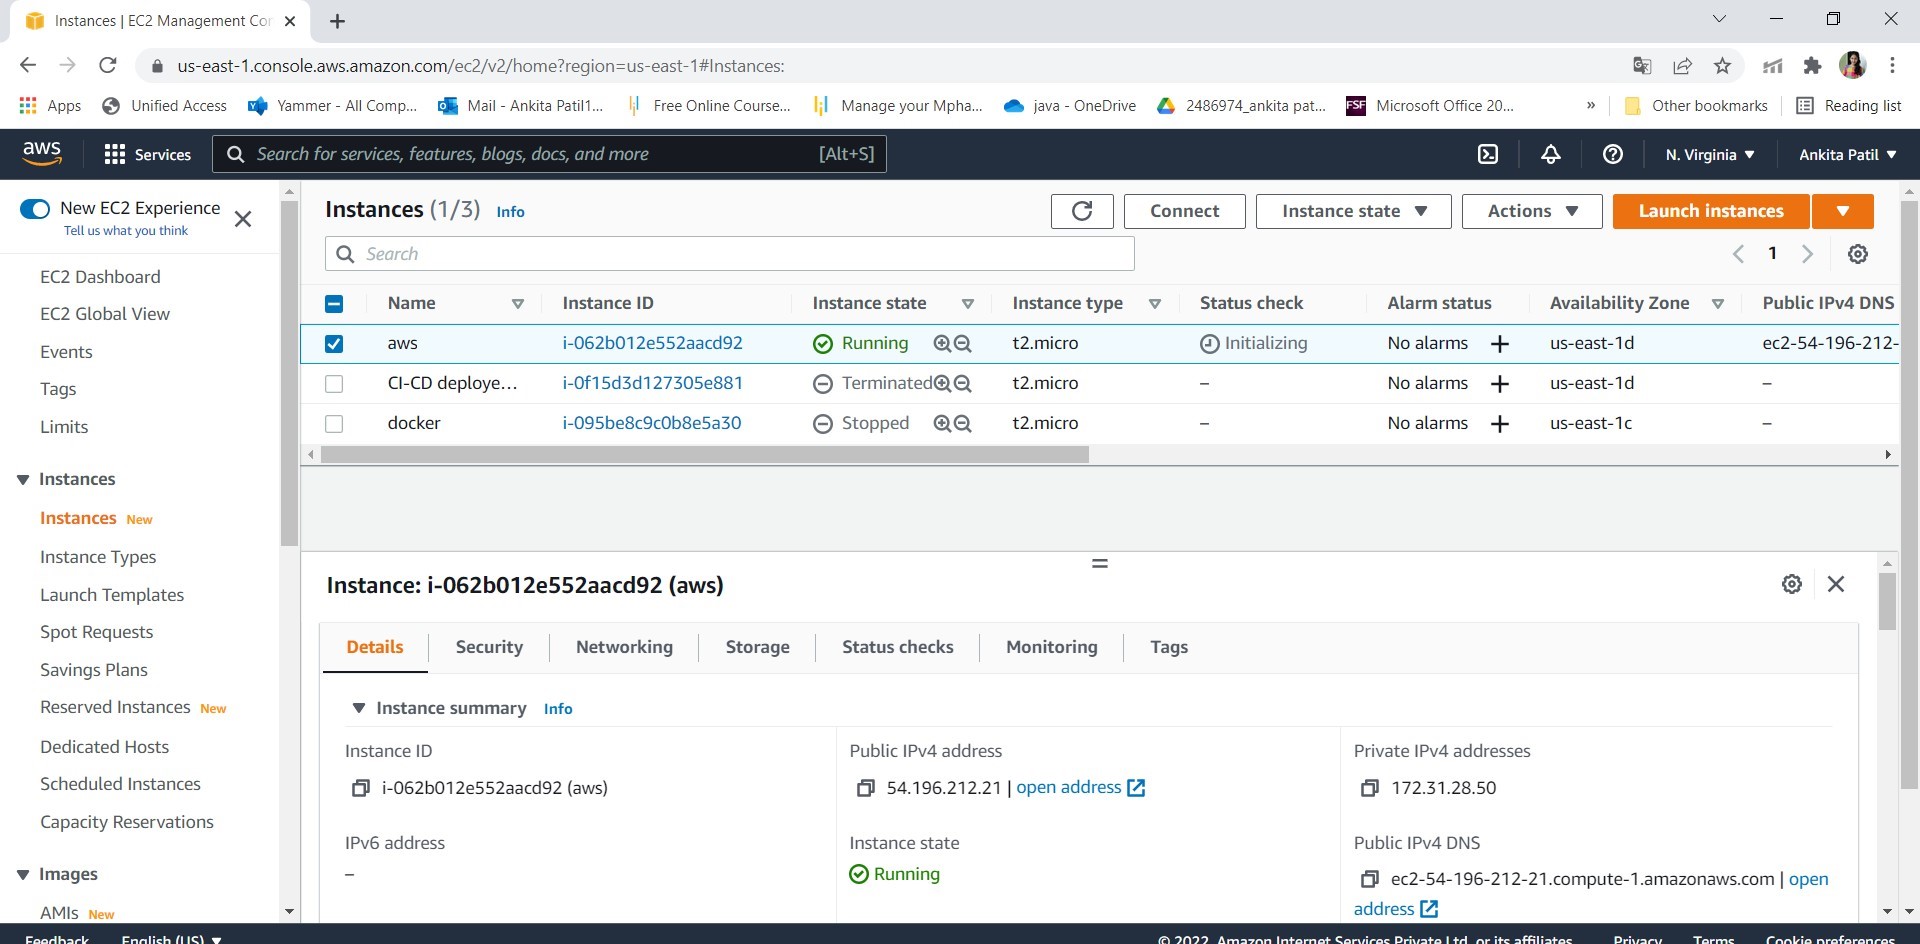 Instances | EC2 Management Con
us-east-1.console.aws.amazon.com/ec2/v2/home?region=us-east-1#Instances:
Apps Unified Access Yammer - All Comp... Mail - Ankita Patil1... Free Online Course... Manage your Mpha... java - OneDrive 2486974_ankita pat... FSF Microsoft Office 20... » Other bookmarks Reading list
aws Services Search for services, features, blogs, docs, and more [Alt+S] N. Virginia Ankita Patil
New EC2 Experience
Tell us what you think
EC2 Dashboard
EC2 Global View
Events
Tags
Limits
Instances
Instances New
Instance Types
Launch Templates
Spot Requests
Savings Plans
Reserved Instances New
Dedicated Hosts
Scheduled Instances
Capacity Reservations
Images
AMIs New
Instances (1/3) Info Connect Instance state Actions Launch instances
Search 1
Name Instance ID Instance state Instance type Status check Alarm status Availability Zone Public IPv4 DNS
aws i-062b012e552aacd92 Running t2.micro Initializing No alarms + us-east-1d ec2-54-196-212-
CI-CD deploye... i-0f15d3d127305e881 Terminated t2.micro – No alarms + us-east-1d –
docker i-095be8c9c0b8e5a30 Stopped t2.micro – No alarms + us-east-1c –
Instance: i-062b012e552aacd92 (aws)
Details Security Networking Storage Status checks Monitoring Tags
Instance summary Info
Instance ID Public IPv4 address Private IPv4 addresses
i-062b012e552aacd92 (aws) 54.196.212.21 | open address 172.31.28.50
IPv6 address Instance state Public IPv4 DNS
– Running ec2-54-196-212-21.compute-1.amazonaws.com | open
address
Feedback English (US) © 2022, Amazon Internet Services Private Ltd. or its affiliates. Privacy Terms Cookie preferences